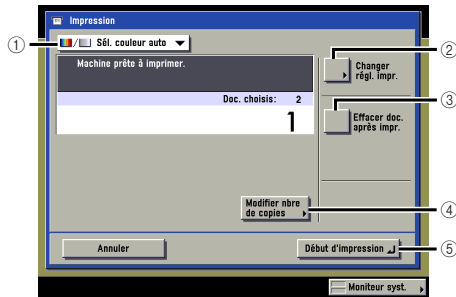 Impression
① Sél. couleur auto
Machine prête à imprimer.
Doc. choisis: 2
1
② Changer
régl. impr.
③ Effacer doc.
après impr.
Modifier nbre
de copies ④
Annuler
Début d'impression ⑤
Moniteur syst.